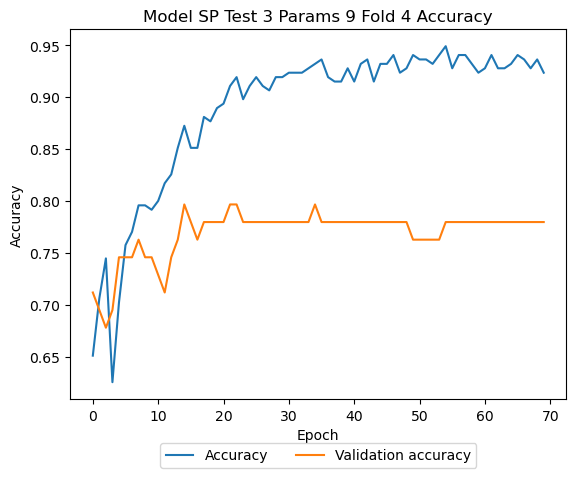 Model SP Test 3 Params 9 Fold 4 Accuracy
0.95
0.90
0.85
0.80
0.75
0.70
0.65
Accuracy
0 10 20 30 40 50 60 70
Epoch
Accuracy Validation accuracy